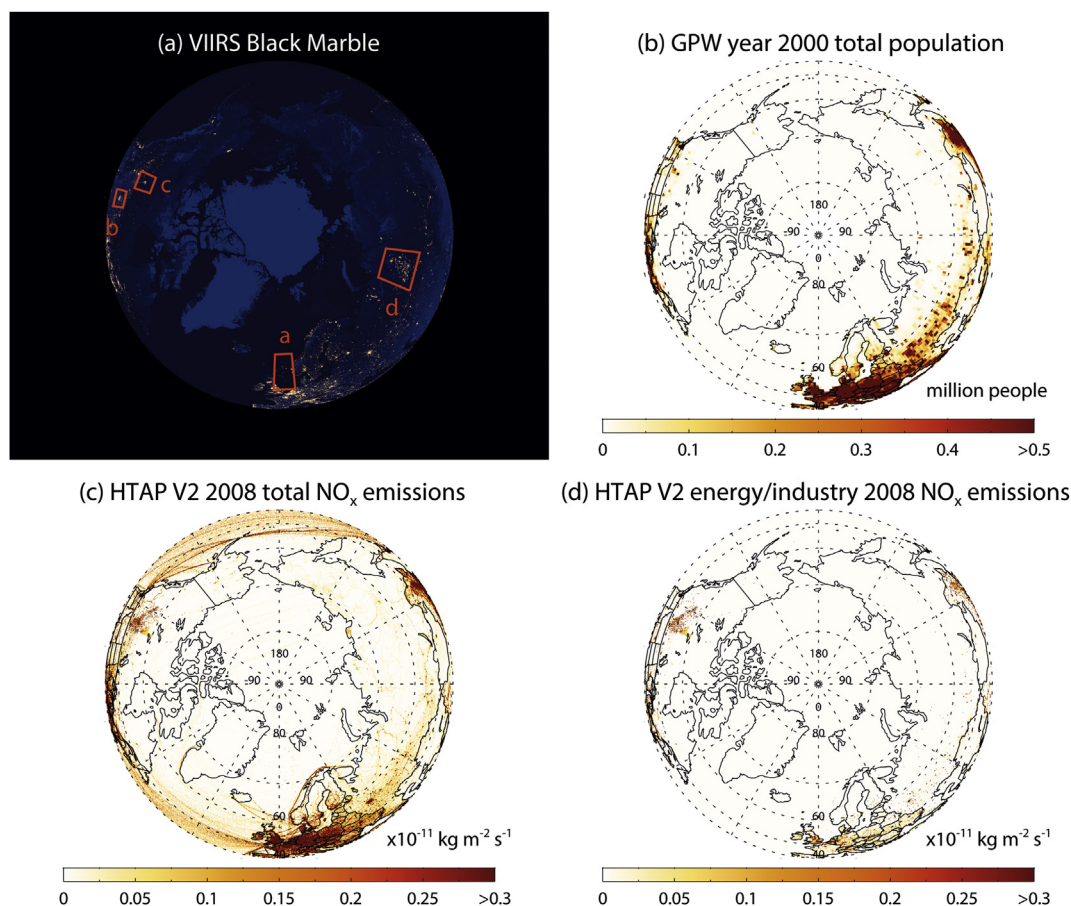 (a) VIIRS Black Marble
c
b
d
a
(b) GPW year 2000 total population
180
-90 90
0
80
60
40
million people
0 0.1 0.2 0.3 0.4 >0.5
(c) HTAP V2 2008 total NOx emissions
180
-90 90
0
80
60
40
x10-11 kg m-2 s-1
0 0.05 0.1 0.15 0.2 0.25 >0.3
(d) HTAP V2 energy/industry 2008 NOx emissions
180
-90 90
0
80
60
40
x10-11 kg m-2 s-1
0 0.05 0.1 0.15 0.2 0.25 >0.3